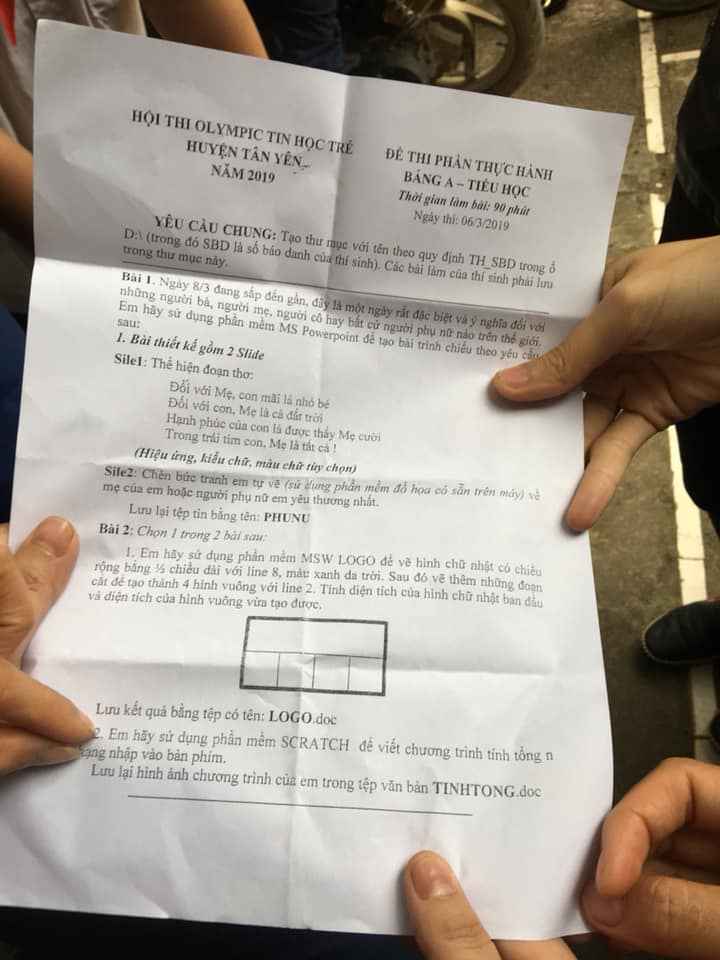 HỘI THI OLYMPIC TIN HỌC TRẺ
HUYỆN TÂN YÊN
NĂM 2019
ĐỀ THI PHẦN THỰC HÀNH
BẢNG A – TIỂU HỌC
Thời gian làm bài: 90 phút
Ngày thi: 06/3/2019
YÊU CẦU CHUNG: Tạo thư mục với tên theo quy định TH_SBD trong ổ
D:\ (trong đó SBD là số báo danh của thí sinh). Các bài làm của thí sinh phải lưu
trong thư mục này.
Bài 1. Ngày 8/3 đang sắp đến gần, đây là một ngày rất đặc biệt và ý nghĩa đối với
những người bà, người mẹ, người cô hay bất cứ người phụ nữ nào trên thế giới.
Em hãy sử dụng phần mềm MS Powerpoint để tạo bài trình chiếu theo yêu cầu
sau:
1. Bài thiết kế gồm 2 Slide
Sile1: Thể hiện đoạn thơ:
Đối với Mẹ, con mãi là nhỏ bé
Đối với con, Mẹ là cả đất trời
Hạnh phúc của con là được thấy Mẹ cười
Trong trái tim con, Mẹ là tất cả !
(Hiệu ứng, kiểu chữ, màu chữ tùy chọn)
Sile2: Chèn bức tranh em tự vẽ (sử dụng phần mềm đồ họa có sẵn trên máy) về
mẹ của em hoặc người phụ nữ em yêu thương nhất.
Lưu lại tệp tin bằng tên: PHUNU
Bài 2: Chọn 1 trong 2 bài sau:
1. Em hãy sử dụng phần mềm MSW LOGO để vẽ hình chữ nhật có chiều
rộng bằng ½ chiều dài với line 8, màu xanh da trời. Sau đó vẽ thêm những đoạn
cắt để tạo thành 4 hình vuông với line 2. Tính diện tích của hình chữ nhật ban đầu
và diện tích của hình vuông vừa tạo được.
Lưu kết quả bằng tệp có tên: LOGO.doc
2. Em hãy sử dụng phần mềm SCRATCH để viết chương trình tính tổng n
hạng nhập vào bàn phím.
Lưu lại hình ảnh chương trình của em trong tệp văn bản TINHTONG.doc